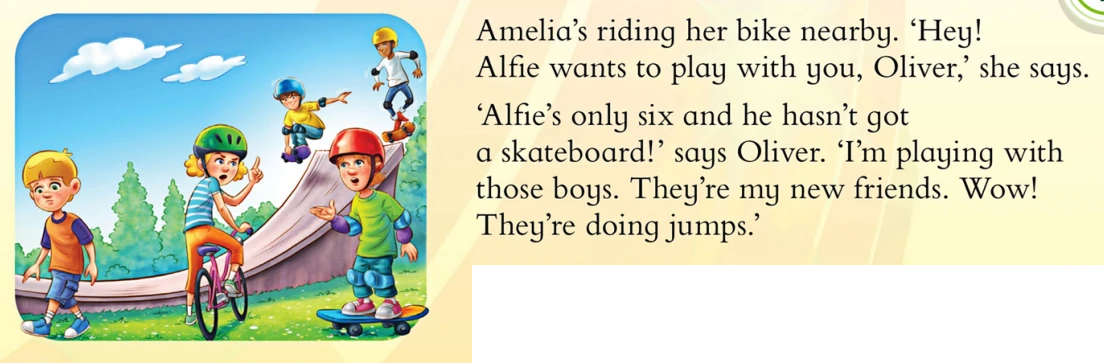 Amelia’s riding her bike nearby. ‘Hey!
Alfie wants to play with you, Oliver,’ she says.
‘Alfie’s only six and he hasn’t got
a skateboard!’ says Oliver. ‘I’m playing with
those boys. They’re my new friends. Wow!
They’re doing jumps.’